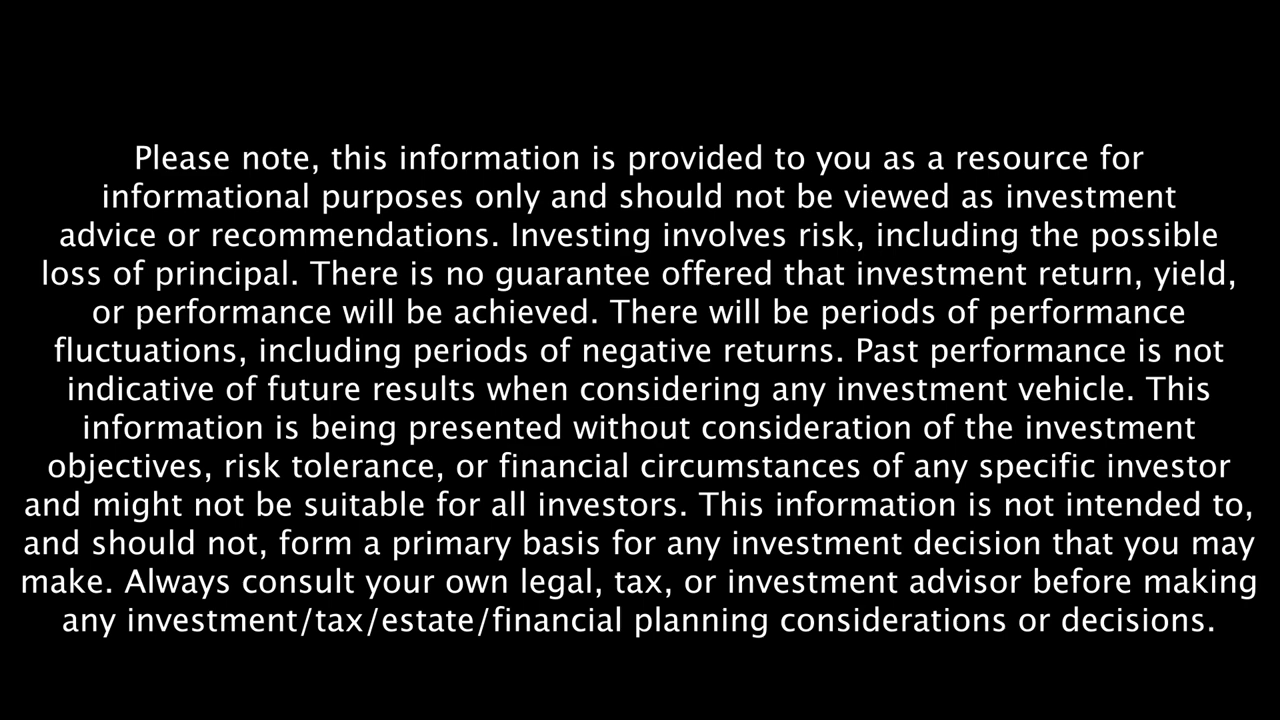 Please note, this information is provided to you as a resource for
informational purposes only and should not be viewed as investment
advice or recommendations. Investing involves risk, including the possible
loss of principal. There is no guarantee offered that investment return, yield,
or performance will be achieved. There will be periods of performance
fluctuations, including periods of negative returns. Past performance is not
indicative of future results when considering any investment vehicle. This
information is being presented without consideration of the investment
objectives, risk tolerance, or financial circumstances of any specific investor
and might not be suitable for all investors. This information is not intended to,
and should not, form a primary basis for any investment decision that you may
make. Always consult your own legal, tax, or investment advisor before making
any investment/tax/estate/financial planning considerations or decisions.